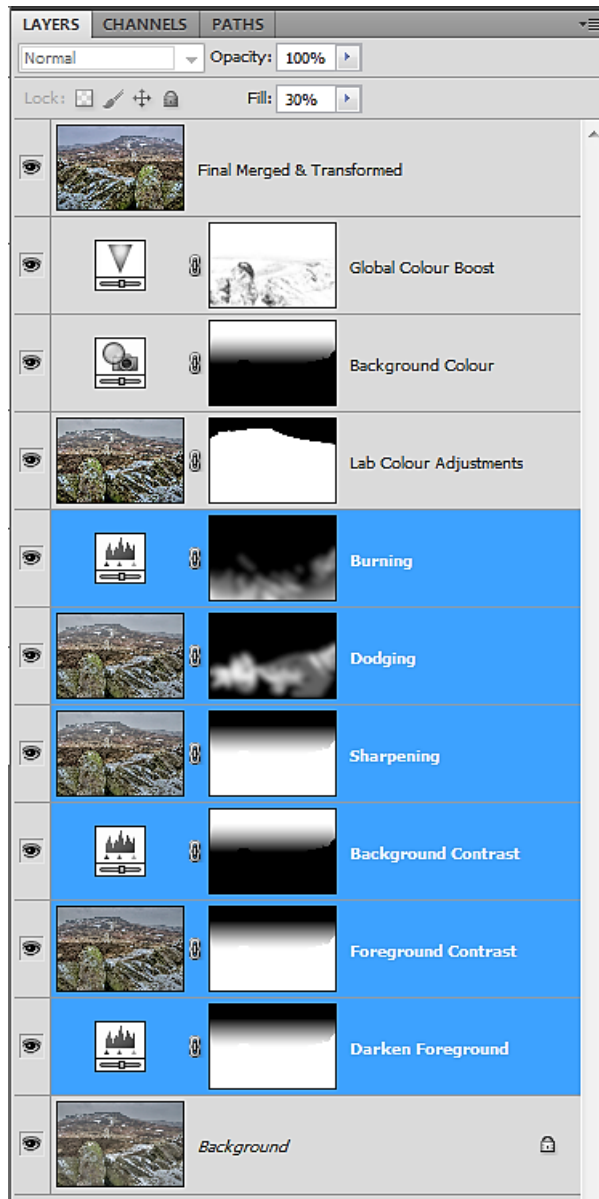 LAYERS CHANNELS PATHS
Normal Opacity: 100%
Lock: Fill: 30%
Final Merged & Transformed
Global Colour Boost
Background Colour
Lab Colour Adjustments
Burning
Dodging
Sharpening
Background Contrast
Foreground Contrast
Darken Foreground
Background